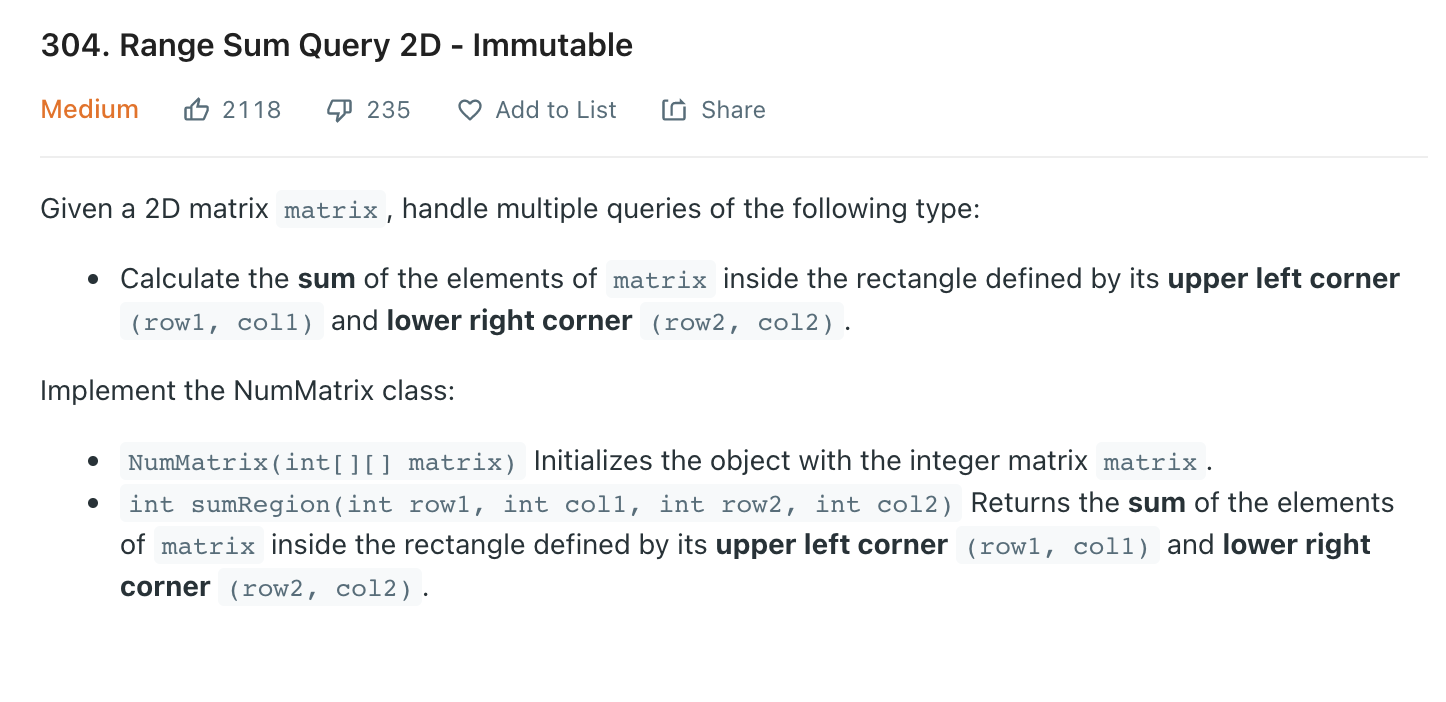 304. Range Sum Query 2D - Immutable
Medium 2118 235 Add to List Share
Given a 2D matrix matrix, handle multiple queries of the following type:
• Calculate the sum of the elements of matrix inside the rectangle defined by its upper left corner
(row1, col1) and lower right corner (row2, col2).
Implement the NumMatrix class:
• NumMatrix(int[][] matrix) Initializes the object with the integer matrix matrix.
• int sumRegion(int row1, int col1, int row2, int col2) Returns the sum of the elements
of matrix inside the rectangle defined by its upper left corner (row1, col1) and lower right
corner (row2, col2).